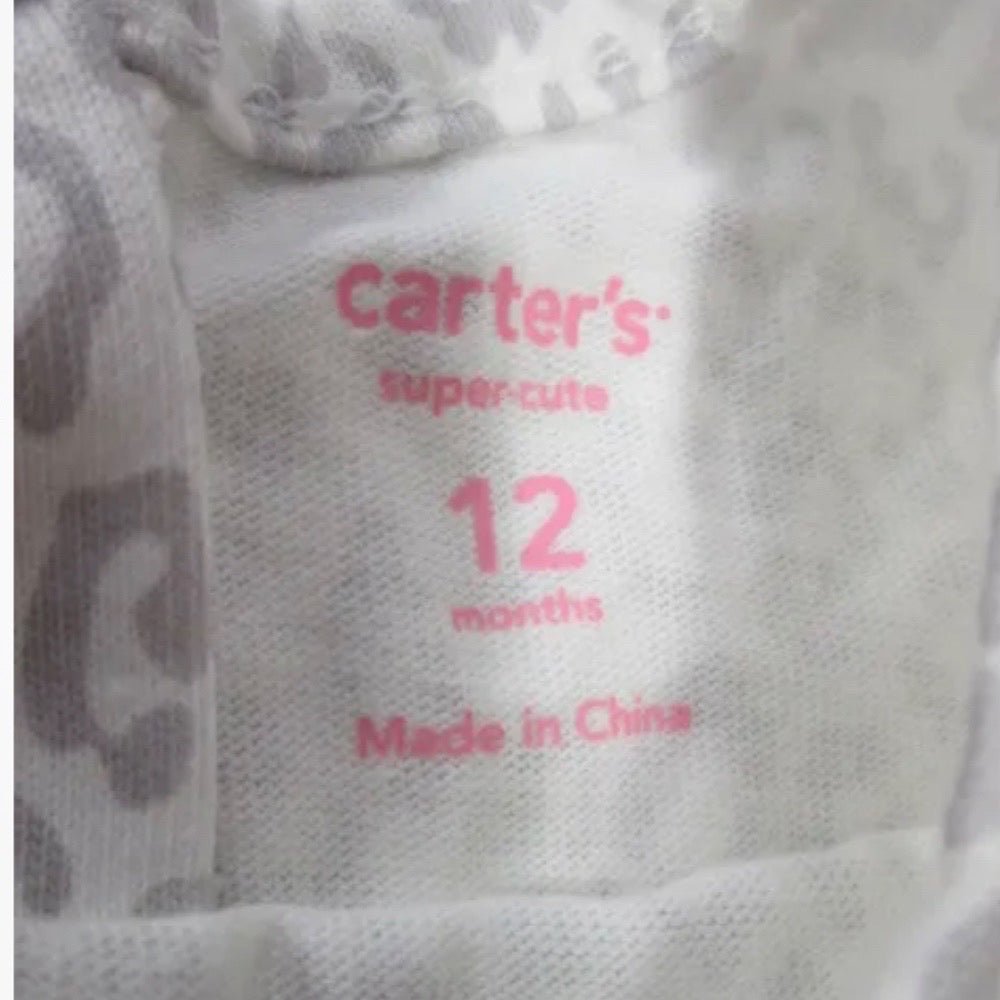 carter's
super-cute
12
months
Made in China